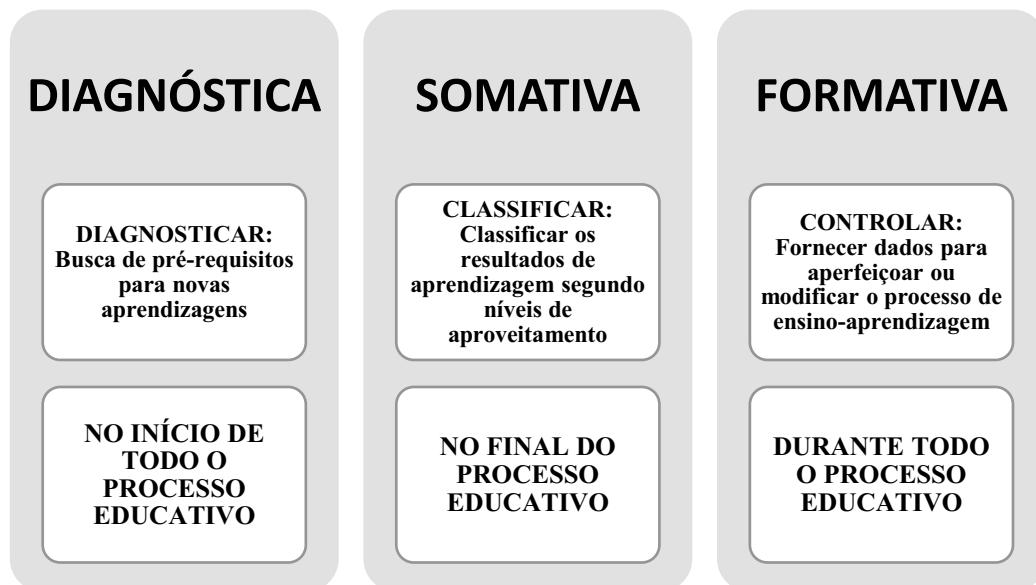 DIAGNÓSTICA
DIAGNOSTICAR:
Busca de pré-requisitos
para novas
aprendizagens
NO INÍCIO DE
TODO O
PROCESSO
EDUCATIVO
SOMATIVA
CLASSIFICAR:
Classificar os
resultados de
aprendizagem segundo
níveis de
aproveitamento
NO FINAL DO
PROCESSO
EDUCATIVO
FORMATIVA
CONTROLAR:
Fornecer dados para
aperfeiçoar ou
modificar o processo de
ensino-aprendizagem
DURANTE TODO
O PROCESSO
EDUCATIVO